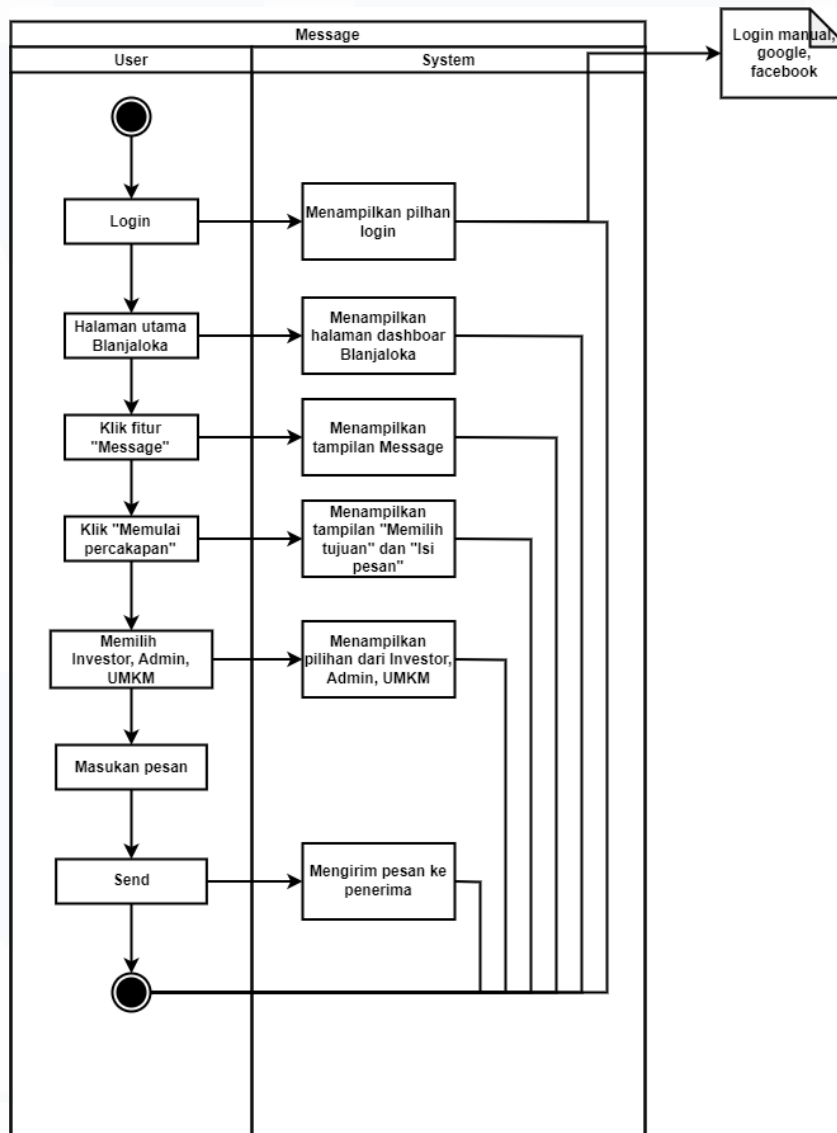 Message
User
System
Login manual,
google,
facebook
Login
Menampilkan pilhan
login
Halaman utama
Blanjaloka
Menampilkan
halaman dashboar
Blanjaloka
Klik fitur
"Message"
Menampilkan
tampilan Message
Klik "Memulai
percakapan"
Menampilkan
tampilan "Memilih
tujuan" dan "Isi
pesan"
Memilih
Investor, Admin,
UMKM
Menampilkan
pilihan dari Investor,
Admin, UMKM
Masukan pesan
Send
Mengirim pesan ke
penerima